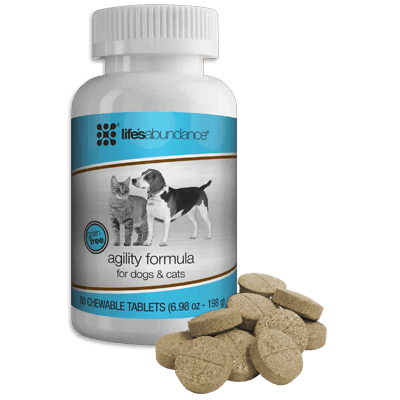 life'sabundance®
grain
free
agility formula
for dogs & cats
60 CHEWABLE TABLETS (6.98 oz - 198 g)